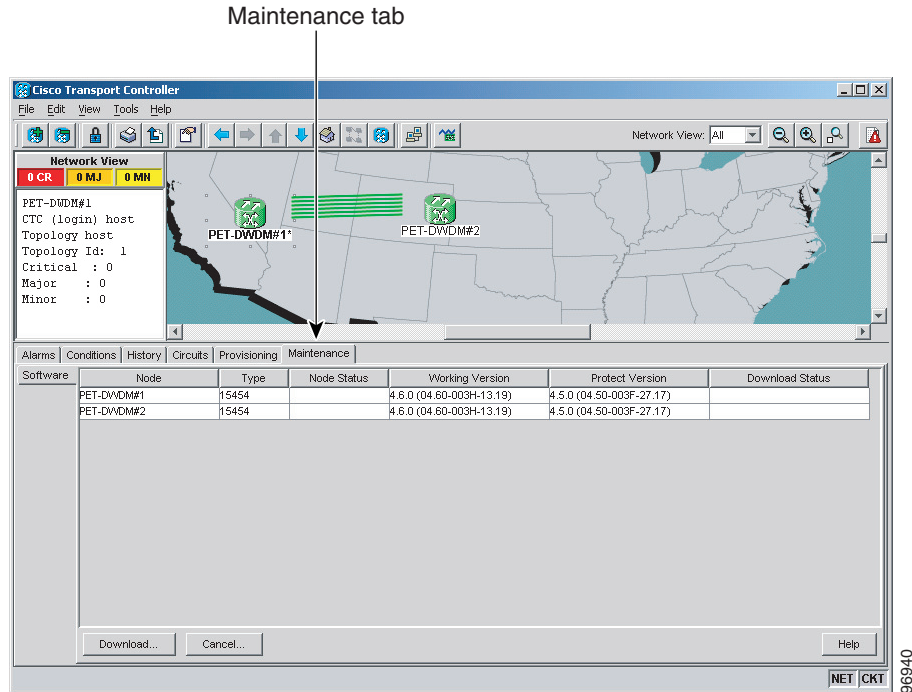 Maintenance tab
Cisco Transport Controller
File Edit View Tools Help
Network View: All
Network View
0 CR 0 MJ 0 MN
PET-DWDM#1
CTC (login) host
Topology host
Topology Id: 1
Critical : 0
Major : 0
Minor : 0
PET-DWDM#1*
PET-DWDM#2
Alarms Conditions History Circuits Provisioning Maintenance
Software
Node Type Node Status Working Version Protect Version Download Status
PET-DWDM#1 15454 4.6.0 (04.60-003H-13.19) 4.5.0 (04.50-003F-27.17)
PET-DWDM#2 15454 4.6.0 (04.60-003H-13.19) 4.5.0 (04.50-003F-27.17)
Download... Cancel... Help
NET CKT
96940